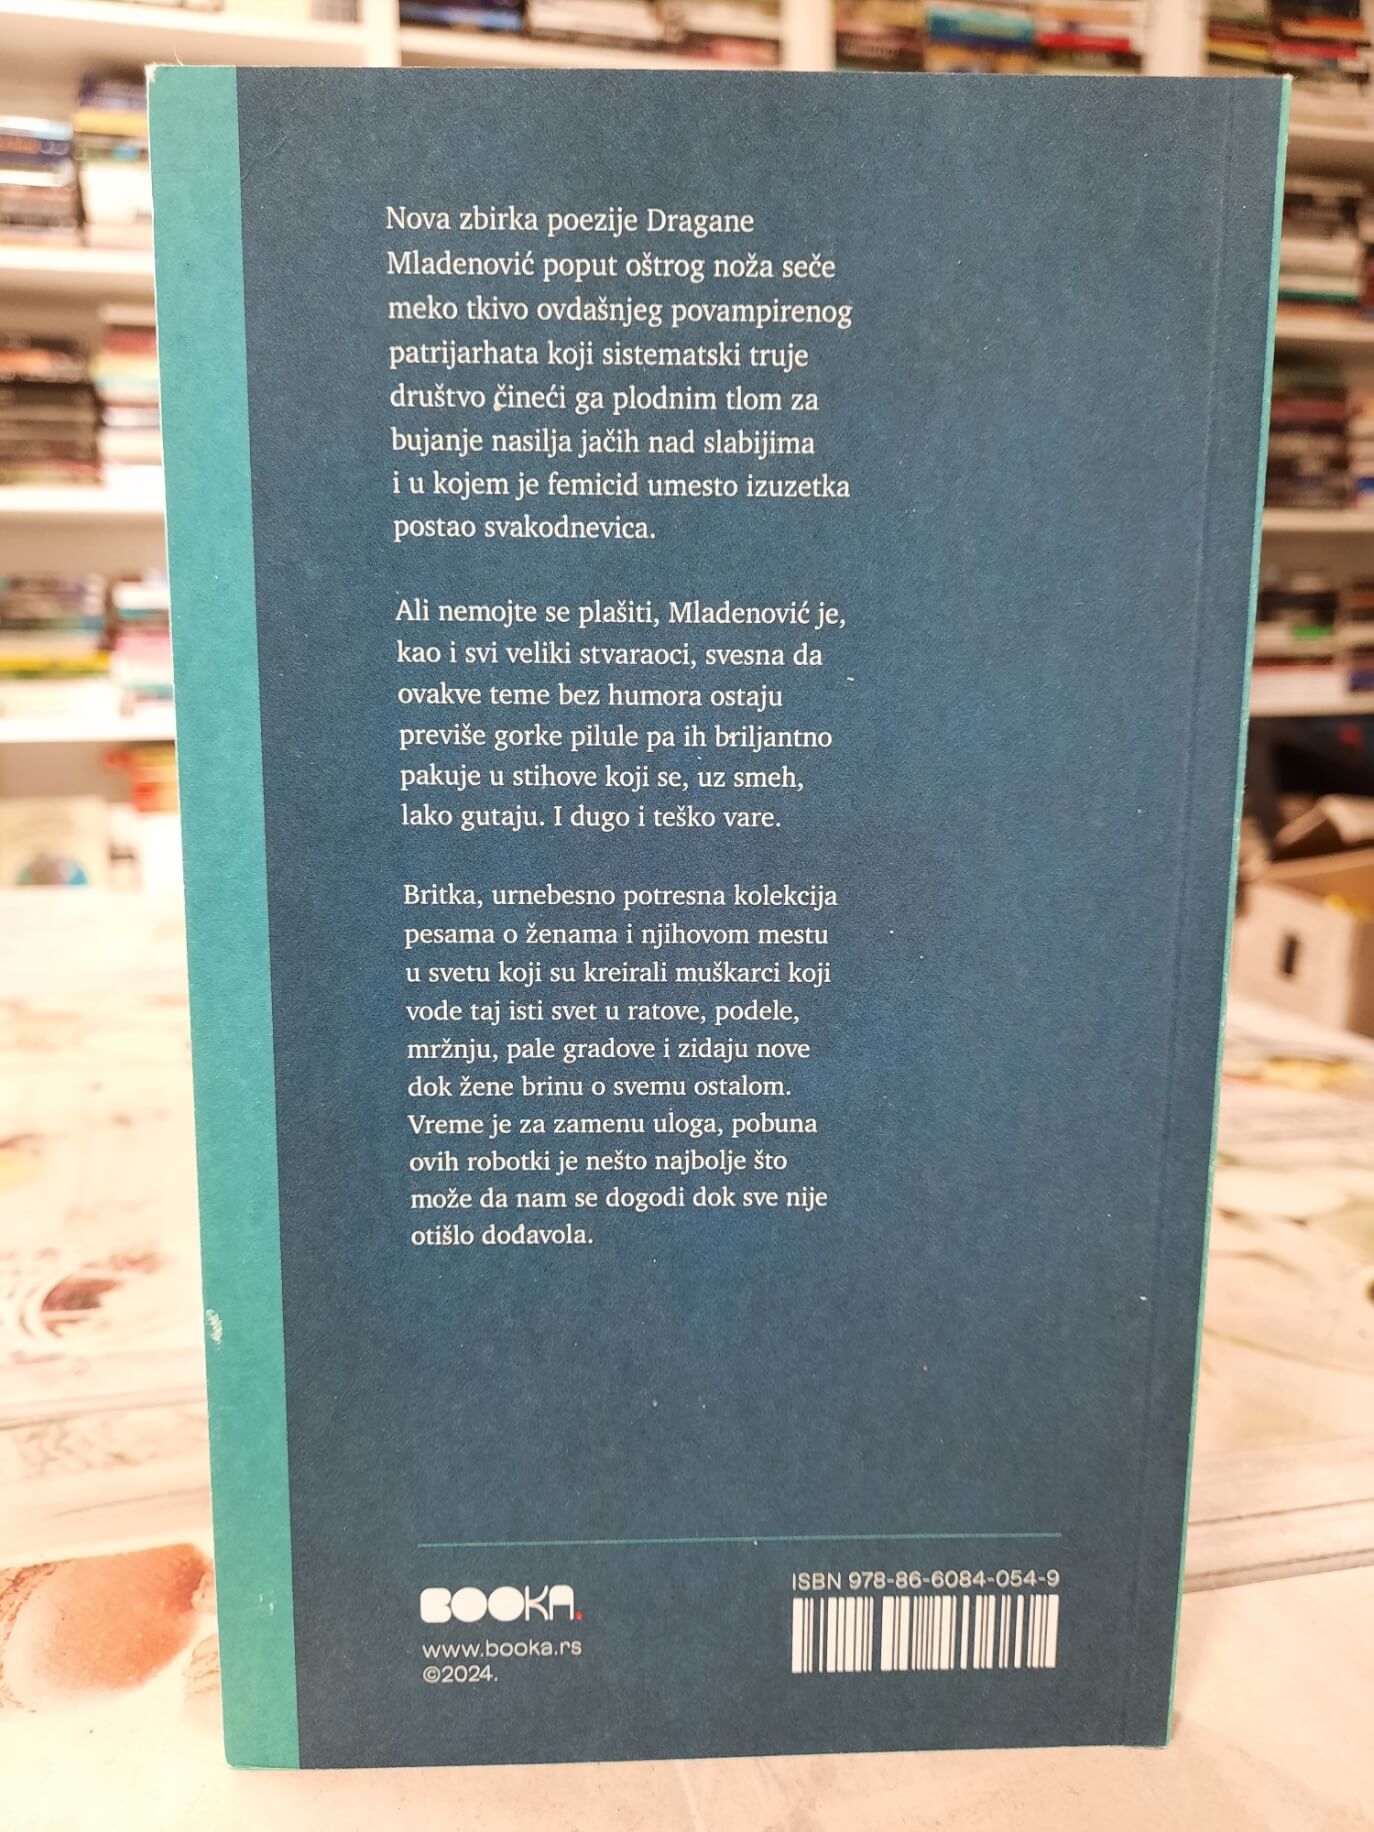 Nova zbirka poezije Dragane
Mladenović poput oštrog noža seče
meko tkivo ovdašnjeg povampirenog
patrijarhata koji sistematski truje
društvo čineći ga plodnim tlom za
bujanje nasilja jačih nad slabijima
i u kojem je femicid umesto izuzetka
postao svakodnevica.
Ali nemojte se plašiti, Mladenović je,
kao i svi veliki stvaraoci, svesna da
ovakve teme bez humora ostaju
previše gorke pilule pa ih briljantno
pakuje u stihove koji se, uz smeh,
lako gutaju. I dugo i teško vare.
Britka, urnebesno potresna kolekcija
pesama o ženama i njihovom mestu
u svetu koji su kreirali muškarci koji
vode taj isti svet u ratove, podele,
mržnju, pale gradove i zidaju nove
dok žene brinu o svemu ostalom.
Vreme je za zamenu uloga, pobuna
ovih robotki je nešto najbolje što
može da nam se dogodi dok sve nije
otišlo dođavola.
BOOKA.
www.booka.rs
©2024.
ISBN 978-86-6084-054-9